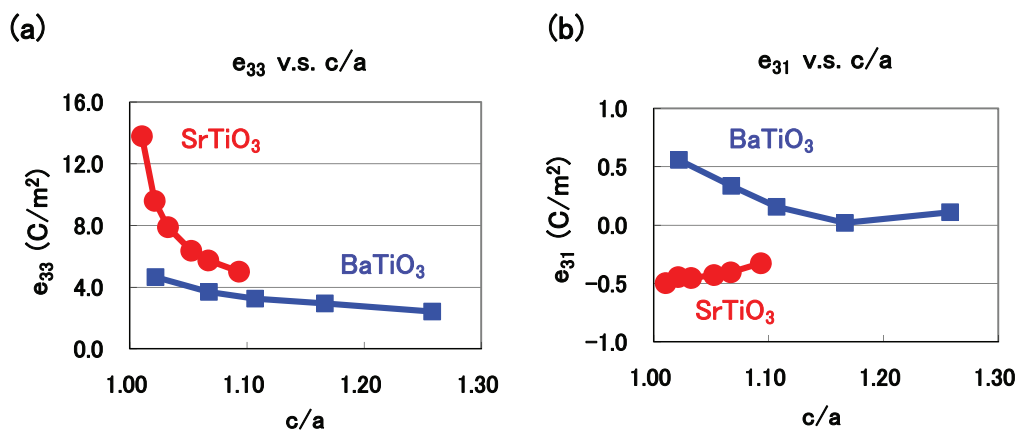 (a)
e33 v.s. c/a
e33 (C/m²)
16.0
12.0
8.0
4.0
0.0
SrTiO3
BaTiO3
1.00 1.10 1.20 1.30
c/a
(b)
e31 v.s. c/a
e31 (C/m²)
1.0
0.5
0.0
−0.5
−1.0
BaTiO3
SrTiO3
1.00 1.10 1.20 1.30
c/a